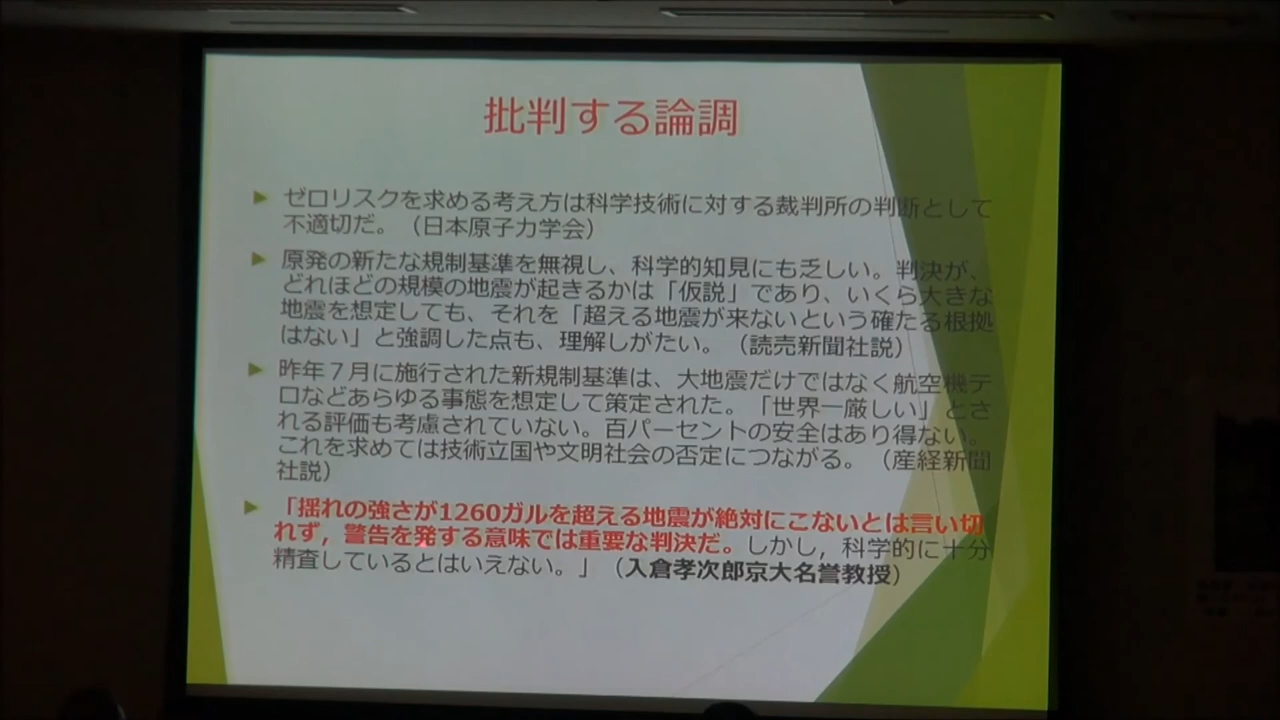 批判する論調
ゼロリスクを求める考え方は科学技術に対する裁判所の判断として
不適切だ。（日本原子力学会）
原発の新たな規制基準を無視し、科学的知見にも乏しい。判決が、
どれほどの規模の地震が起きるかは「仮説」であり、いくら大きな
地震を想定しても、それを「超える地震が来ないという確たる根拠
はない」と強調した点も、理解しがたい。（読売新聞社説）
昨年７月に施行された新規制基準は、大地震だけではなく航空機テ
ロなどあらゆる事態を想定して策定された。「世界一厳しい」とさ
れる評価も考慮されていない。百パーセントの安全はあり得ない。
これを求めては技術立国や文明社会の否定につながる。（産経新聞
社説）
「揺れの強さが1260ガルを超える地震が絶対にこないとは言い切
れず，警告を発する意味では重要な判決だ。しかし，科学的に十分
精査しているとはいえない。」（入倉孝次郎京大名誉教授）